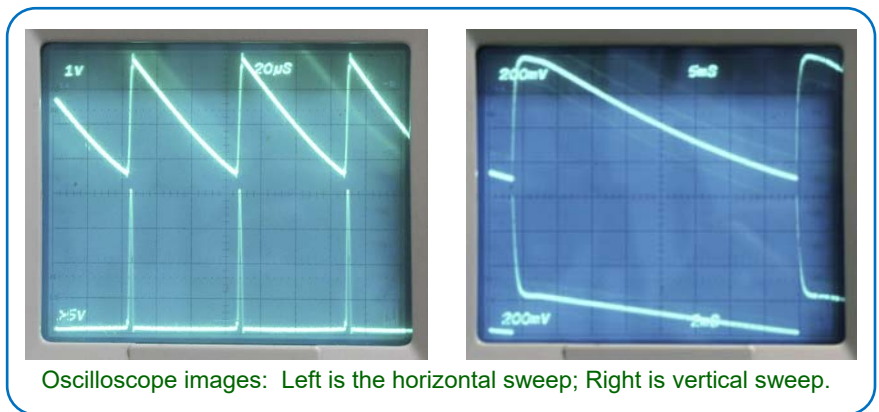 1V 20µS
>5V
200mV 5mS
200mV 2mS
Oscilloscope images: Left is the horizontal sweep; Right is vertical sweep.